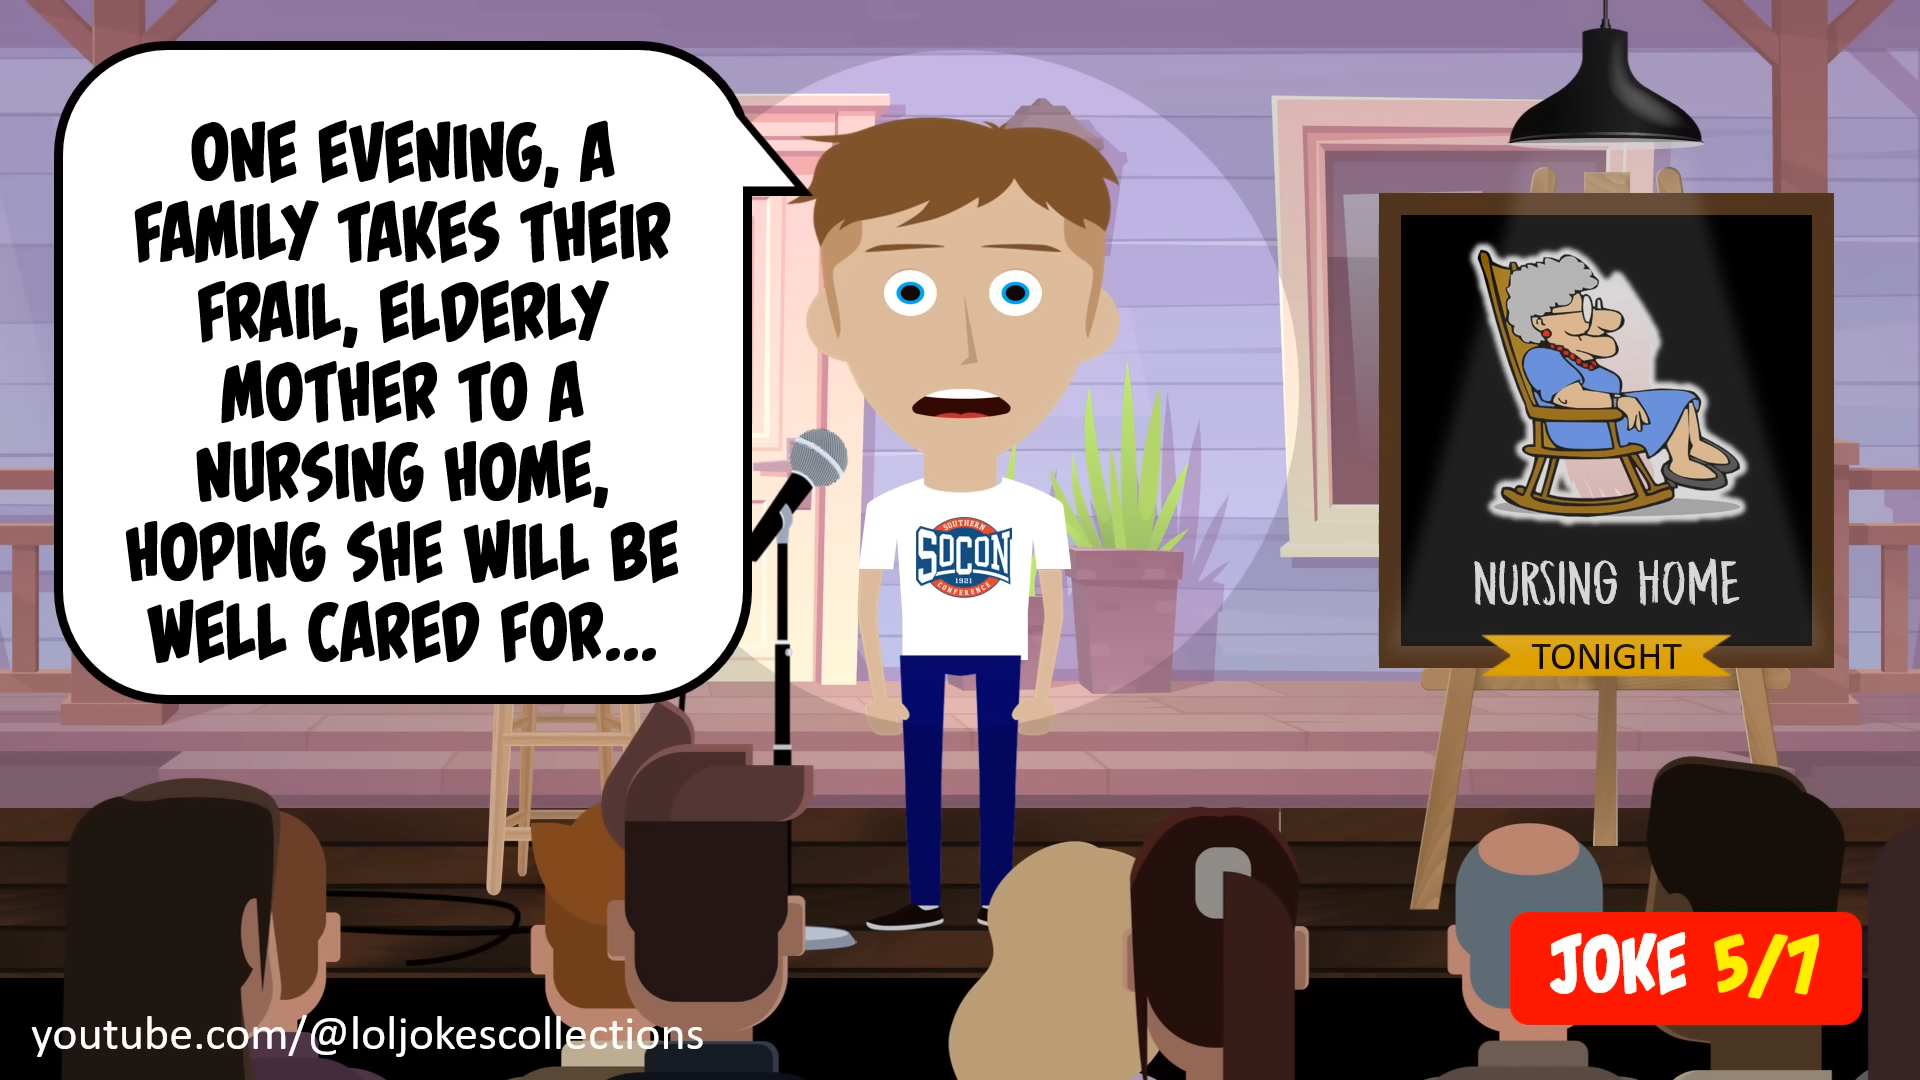 ONE EVENING, A
FAMILY TAKES THEIR
FRAIL, ELDERLY
MOTHER TO A
NURSING HOME,
HOPING SHE WILL BE
WELL CARED FOR...
SOUTHERN
SOCON
1921
CONFERENCE
NURSING HOME
TONIGHT
JOKE 5/7
youtube.com/@loljokescollections